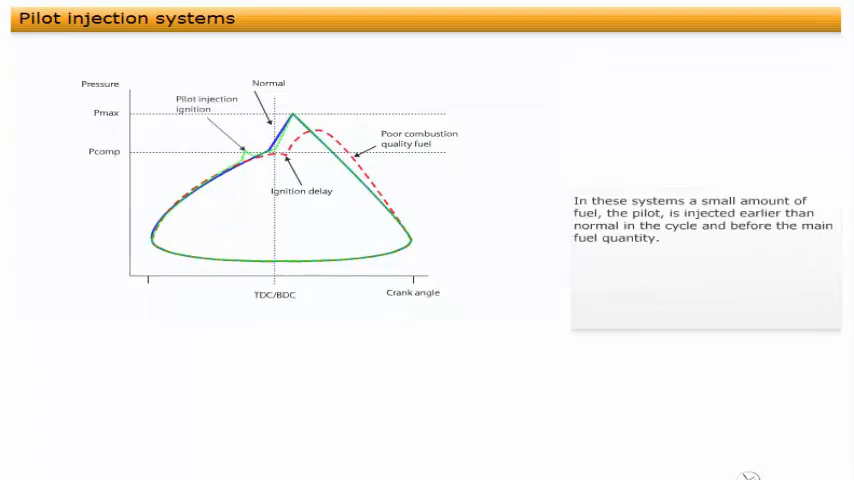 Pilot injection systems
Pressure
Normal
Pilot injection
ignition
Pmax
Poor combustion
quality fuel
Pcomp
Ignition delay
In these systems a small amount of
fuel, the pilot, is injected earlier than
normal in the cycle and before the main
fuel quantity.
TDC/BDC
Crank angle